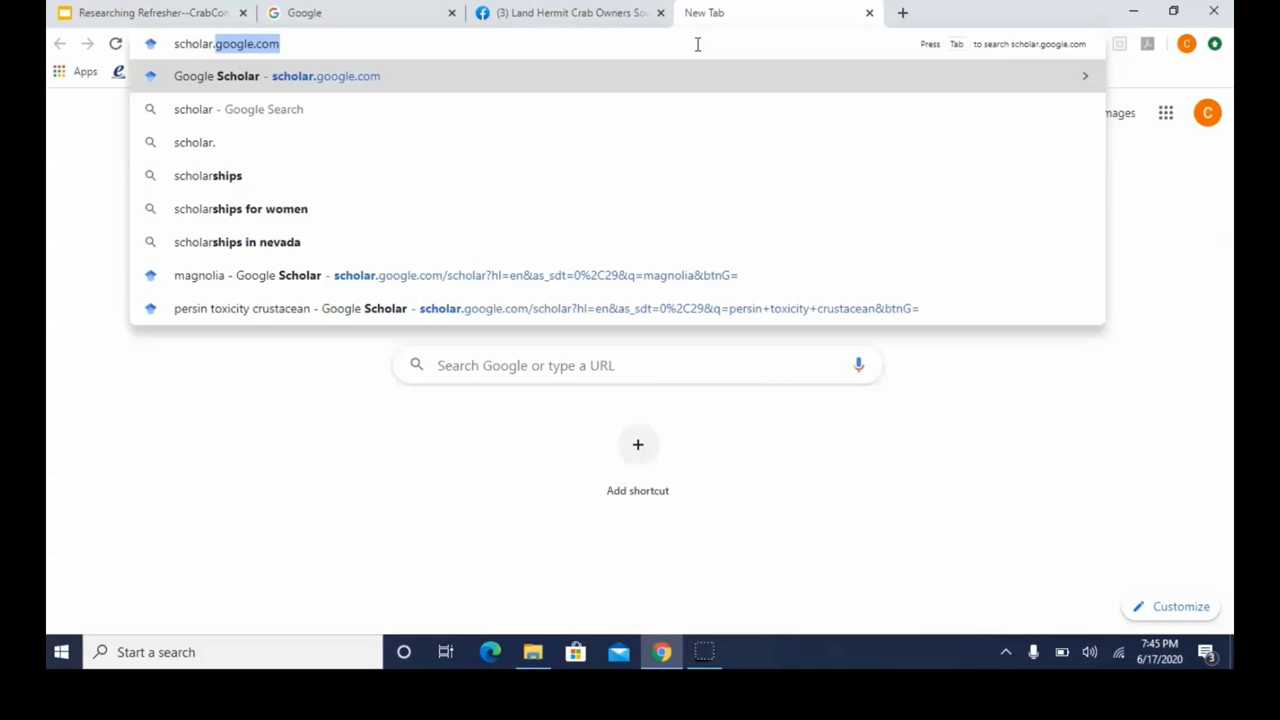 Researching Refresher--CrabCon
Google
(3) Land Hermit Crab Owners So
New Tab
scholar.google.com
Press Tab to search scholar.google.com
Apps
Google Scholar - scholar.google.com
scholar - Google Search
mages
C
scholar.
scholarships
scholarships for women
scholarships in nevada
magnolia - Google Scholar - scholar.google.com/scholar?hl=en&as_sdt=0%2C29&q=magnolia&btnG=
persin toxicity crustacean - Google Scholar - scholar.google.com/scholar?hl=en&as_sdt=0%2C29&q=persin+toxicity+crustacean&btnG=
Search Google or type a URL
Add shortcut
Customize
Start a search
7:45 PM
6/17/2020
3